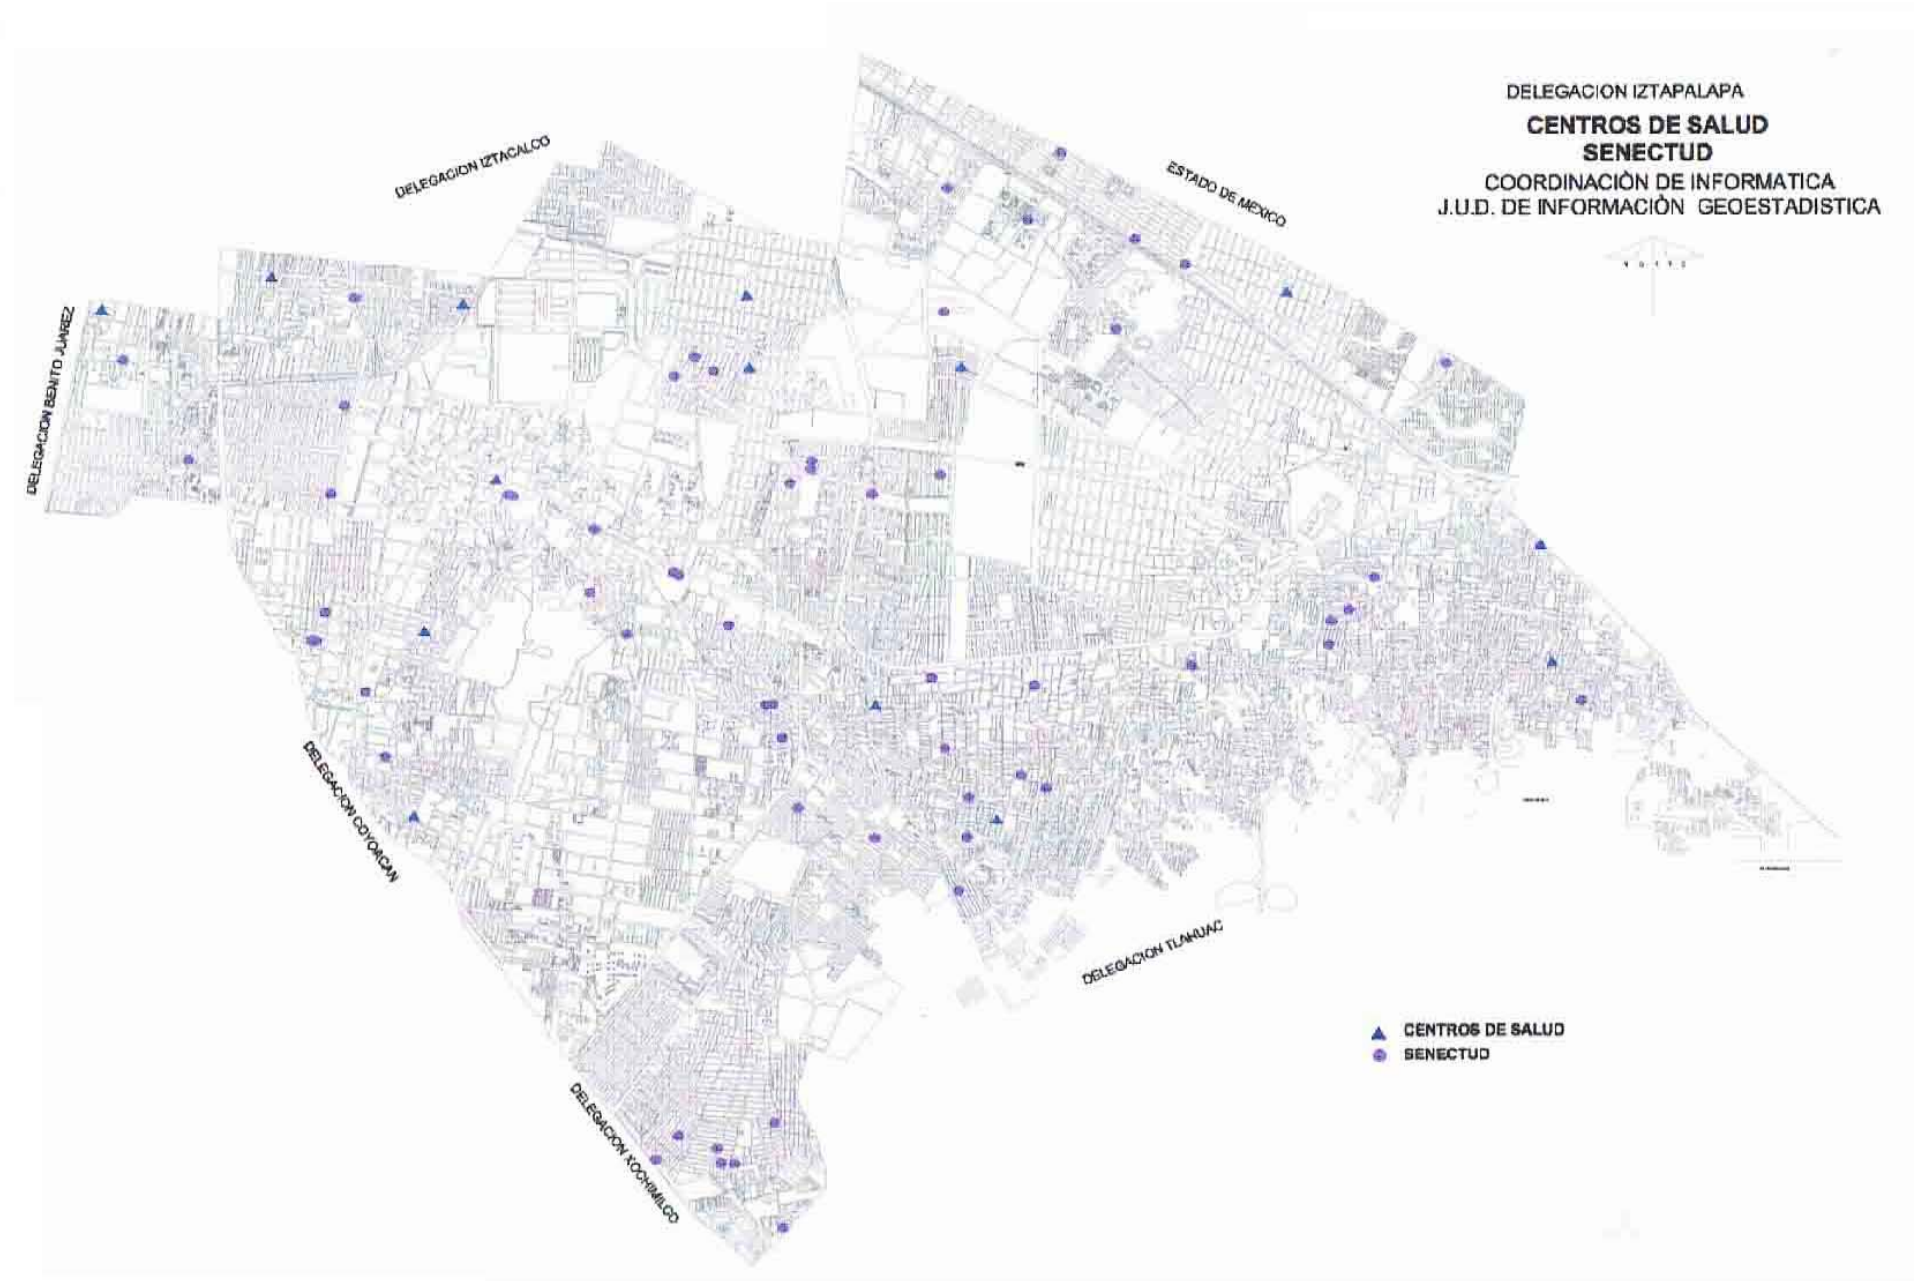 DELEGACION IZTAPALAPA
CENTROS DE SALUD
SENECTUD
COORDINACIÒN DE INFORMATICA
J.U.D. DE INFORMACIÒN GEOESTADISTICA
N O R T E
DELEGACION IZTACALCO
ESTADO DE MEXICO
DELEGACION BENITO JUAREZ
DELEGACION COYOACAN
DELEGACION TLAHUAC
DELEGACION XOCHIMILCO
CENTROS DE SALUD
SENECTUD